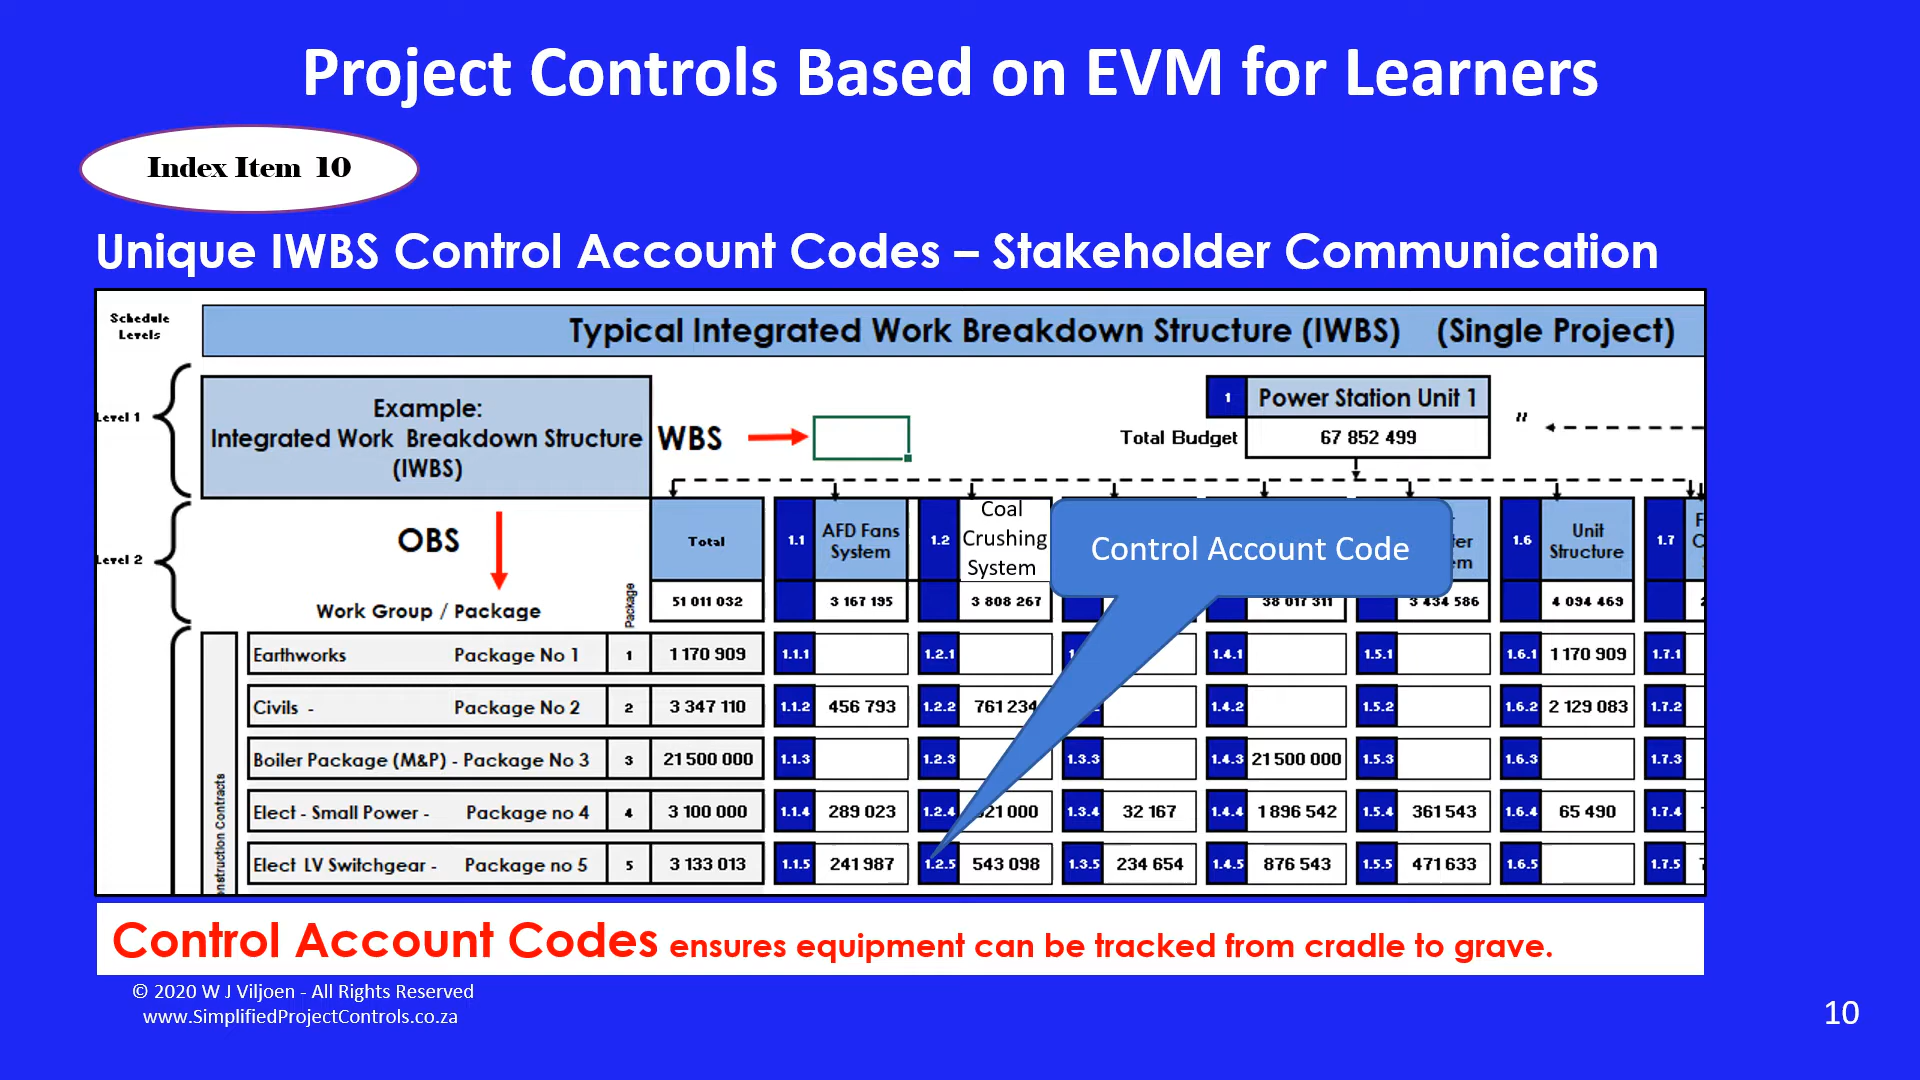 Project Controls Based on EVM for Learners
Index Item 10
Unique IWBS Control Account Codes – Stakeholder Communication
Schedule Levels
Typical Integrated Work Breakdown Structure (IWBS) (Single Project)
Level 1
Example:
Integrated Work Breakdown Structure
(IWBS)
WBS
1 Power Station Unit 1
Total Budget 67 852 499
"
Level 2
OBS
Work Group / Package
Package
Total
1.1 AFD Fans System
1.2 Coal Crushing System
Control Account Code
1.6 Unit Structure
1.7
51 011 032 3 167 195 3 808 267 38 017 311 3 434 586 4 094 469
Earthworks Package No 1 1 1 170 909 1.1.1 1.2.1 1.4.1 1.5.1 1.6.1 1 170 909 1.7.1
Civils - Package No 2 2 3 347 110 1.1.2 456 793 1.2.2 761 234 1.4.2 1.5.2 1.6.2 2 129 083 1.7.2
Boiler Package (M&P) - Package No 3 3 21 500 000 1.1.3 1.2.3 1.3.3 1.4.3 21 500 000 1.5.3 1.6.3 1.7.3
Elect - Small Power - Package no 4 4 3 100 000 1.1.4 289 023 1.2.4 1.3.4 32 167 1.4.4 1 896 542 1.5.4 361 543 1.6.4 65 490 1.7.4
Elect LV Switchgear - Package no 5 5 3 133 013 1.1.5 241 987 1.2.5 543 098 1.3.5 234 654 1.4.5 876 543 1.5.5 471 633 1.6.5 1.7.5
Control Account Codes ensures equipment can be tracked from cradle to grave.
© 2020 W J Viljoen - All Rights Reserved
www.SimplifiedProjectControls.co.za
10